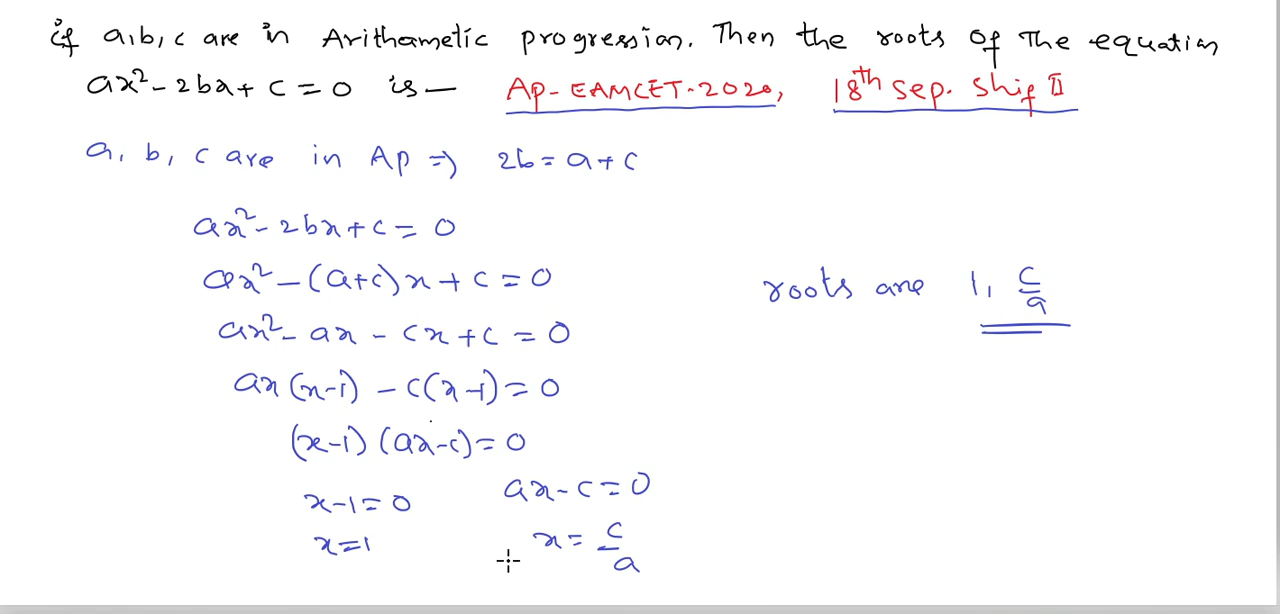 if a,b,c are in Arithametic progression. Then the roots of The equation
ax² - 2bx + c = 0 is — Ap-EAMCET-2020, 18th Sep. Shif II
a, b, c are in Ap ⇒ 2b = a + c
ax² - 2bx + c = 0
ax² - (a+c)x + c = 0
ax² - ax - cx + c = 0
roots are 1, c/a
ax(x-1) - c(x-1) = 0
(x-1)(ax-c) = 0
x-1 = 0 ax-c = 0
x = 1 x = c/a